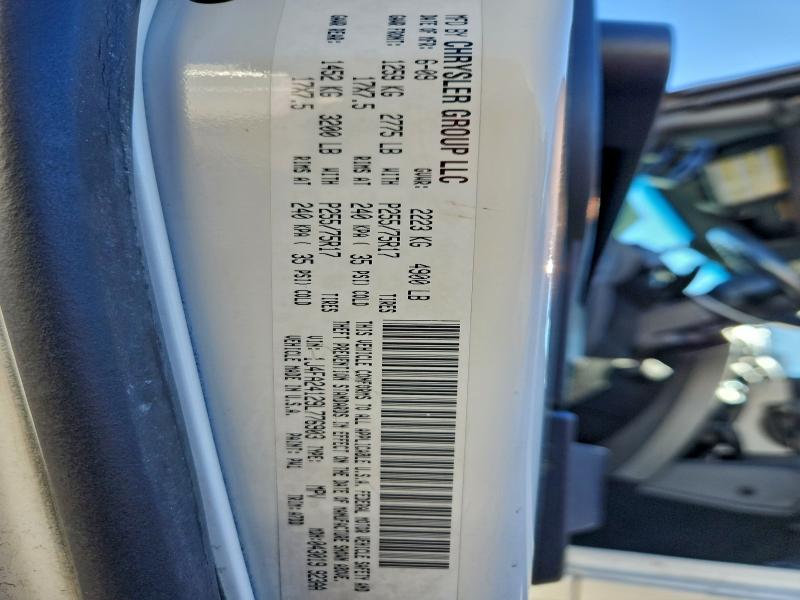 MFD BY CHRYSLER GROUP LLC
DATE OF MFR: 6-09 GVWR: 2223 KG 4900 LB
GAWR FRONT: 1259 KG 2775 LB WITH P255/75R17 TIRES
17X7.5 RIMS AT 240 KPA ( 35 PSI) COLD
GAWR REAR: 1452 KG 3200 LB WITH P255/75R17 TIRES
17X7.5 RIMS AT 240 KPA ( 35 PSI) COLD
THIS VEHICLE CONFORMS TO ALL APPLICABLE U.S.A. FEDERAL MOTOR VEHICLE SAFETY AND
THEFT PREVENTION STANDARDS IN EFFECT ON THE DATE OF MANUFACTURE SHOWN ABOVE.
VIN: 1J4FA24129L776903 TYPE: MPV
VEHICLE MADE IN U.S.A. PAINT: PW1